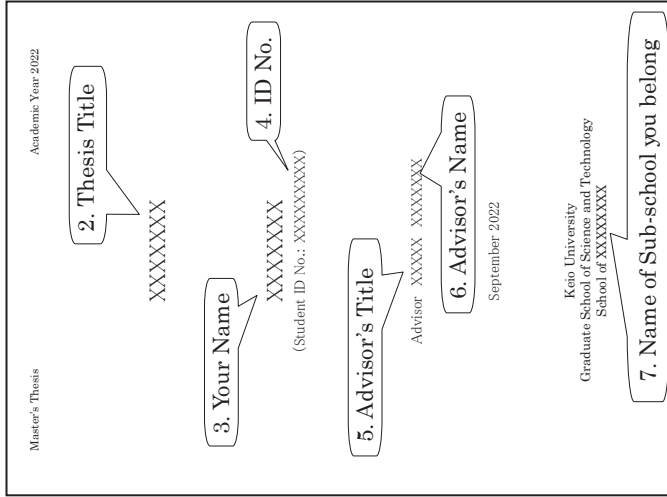 Master's Thesis Academic Year 2022
2. Thesis Title
XXXXXXXX
3. Your Name
4. ID No.
XXXXXXXX
(Student ID No.: XXXXXXXXX)
5. Advisor's Title
Advisor XXXXX XXXXXXX
6. Advisor's Name
September 2022
Keio University
Graduate School of Science and Technology
School of XXXXXXXXX
7. Name of Sub-school you belong